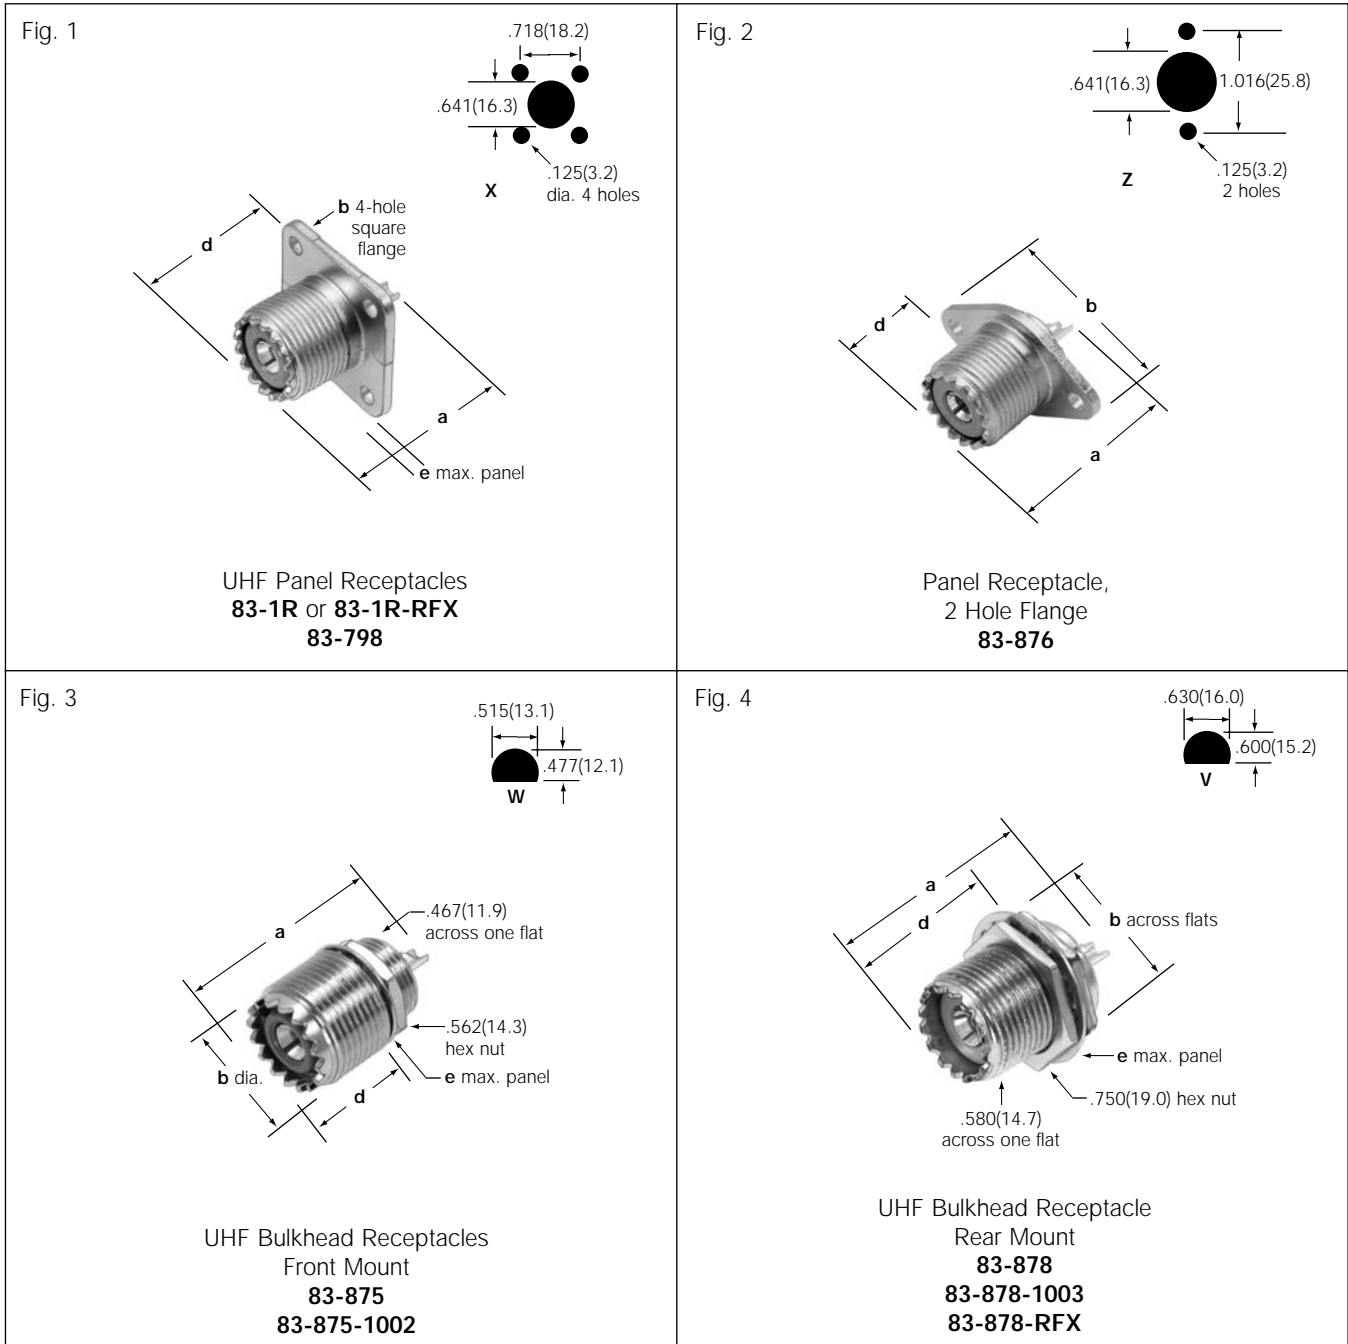 Fig. 1
.718(18.2)
.641(16.3)
.125(3.2)
dia. 4 holes
X
b 4-hole
square
flange
d
a
e max. panel
UHF Panel Receptacles
83-1R or 83-1R-RFX
83-798
Fig. 2
.641(16.3)
1.016(25.8)
.125(3.2)
2 holes
Z
b
d
a
Panel Receptacle,
2 Hole Flange
83-876
Fig. 3
.515(13.1)
.477(12.1)
W
.467(11.9)
across one flat
a
.562(14.3)
hex nut
b dia.
e max. panel
d
UHF Bulkhead Receptacles
Front Mount
83-875
83-875-1002
Fig. 4
.630(16.0)
.600(15.2)
V
a
d
b across flats
e max. panel
.750(19.0) hex nut
.580(14.7)
across one flat
UHF Bulkhead Receptacle
Rear Mount
83-878
83-878-1003
83-878-RFX